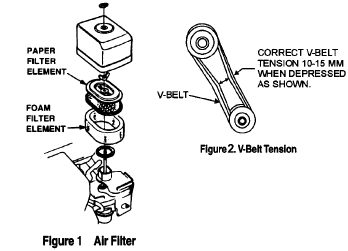 PAPER
FILTER
ELEMENT
FOAM
FILTER
ELEMENT
Figure 1 Air Filter
CORRECT V-BELT
TENSION 10-15 MM
WHEN DEPRESSED
AS SHOWN.
V-BELT
Figure 2. V-Belt Tension